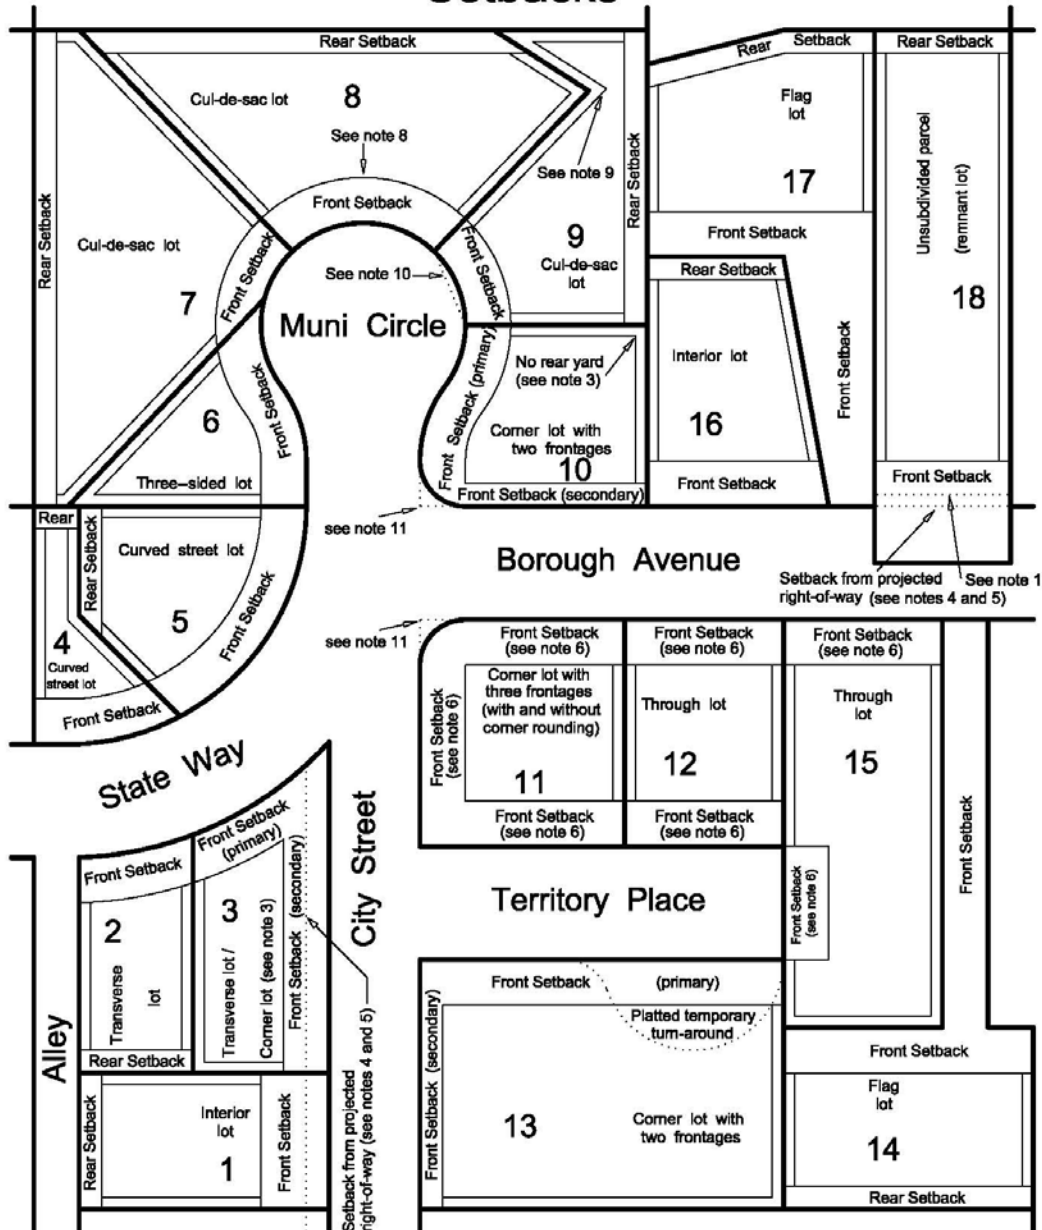 Setbacks
Rear Setback
Rear
Setback
Rear Setback
Cul-de-sac lot
8
Flag
lot
See note 8
See note 9
17
Unsubdivided parcel
(remnant lot)
Rear Setback
Rear Setback
Front Setback
Cul-de-sac lot
Front Setback
9
Front Setback
See note 10
Front Setback
Cul-de-sac
lot
Rear Setback
7
18
Muni Circle
No rear yard
(see note 3)
Interior lot
Front Setback
Front Setback
Front Setback (primary)
6
Corner lot with
two frontages
16
10
Front Setback
Three-sided lot
Front Setback (secondary)
Front Setback
Rear
see note 11
Rear Setback
Curved street lot
Borough Avenue
Setback from projected
right-of-way (see notes 4 and 5)
See note 1
5
Front Setback
4
Curved
street lot
see note 11
Front Setback
(see note 6)
Front Setback
(see note 6)
Front Setback
(see note 6)
Front Setback
Front Setback
(see note 6)
Corner lot with
three frontages
(with and without
corner rounding)
Through lot
Through
lot
State Way
11
12
15
Front Setback
(see note 6)
Front Setback
(see note 6)
Front Setback
(primary)
City Street
Front Setback
Front Setback
Front Setback
(see note 6)
2
3
Territory Place
Transverse
lot
Transverse lot /
Corner lot (see note 3)
Front Setback (secondary)
Front Setback
(primary)
Platted temporary
turn-around
Alley
Rear Setback
Front Setback
Rear Setback
Interior
lot
1
Front Setback
Setback from projected
right-of-way (see notes 4 and 5)
Front Setback (secondary)
13
Corner lot with
two frontages
Flag
lot
14
Rear Setback